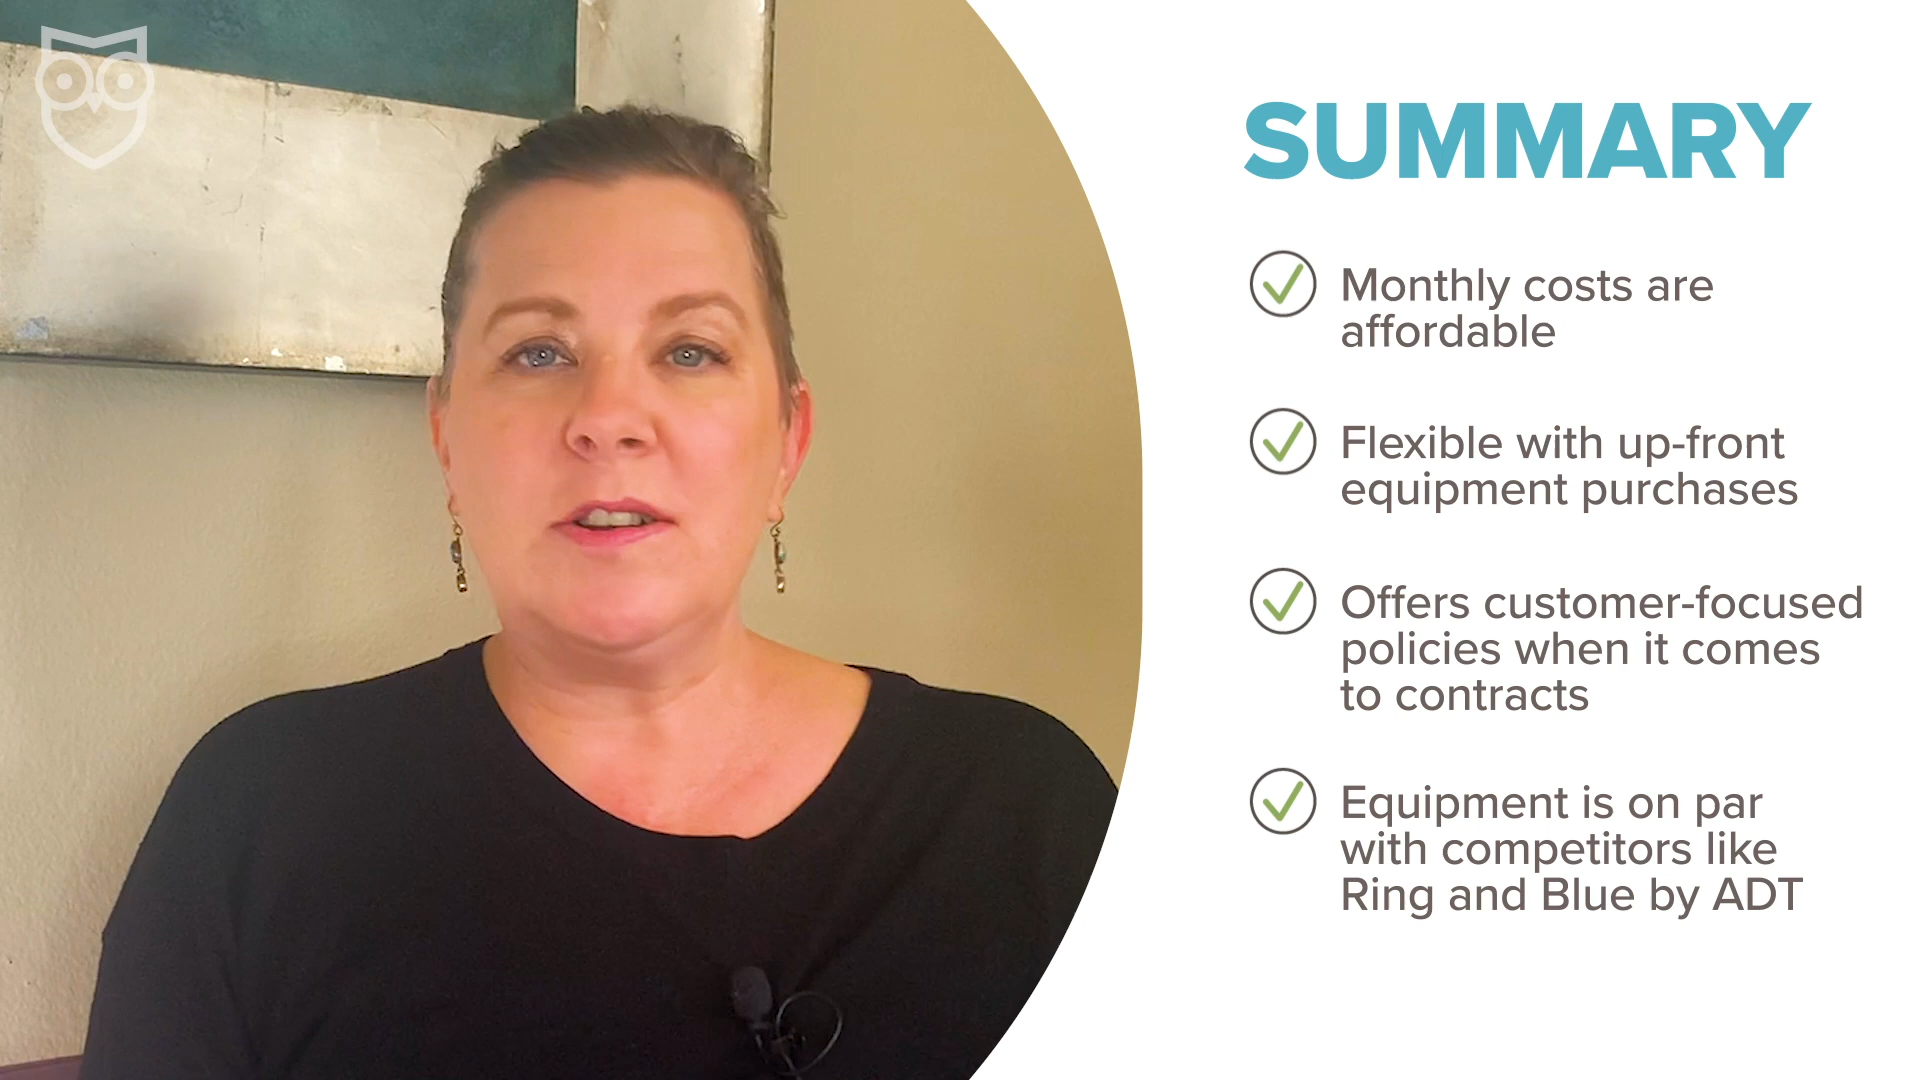 SUMMARY
Monthly costs are
affordable
Flexible with up-front
equipment purchases
Offers customer-focused
policies when it comes
to contracts
Equipment is on par
with competitors like
Ring and Blue by ADT